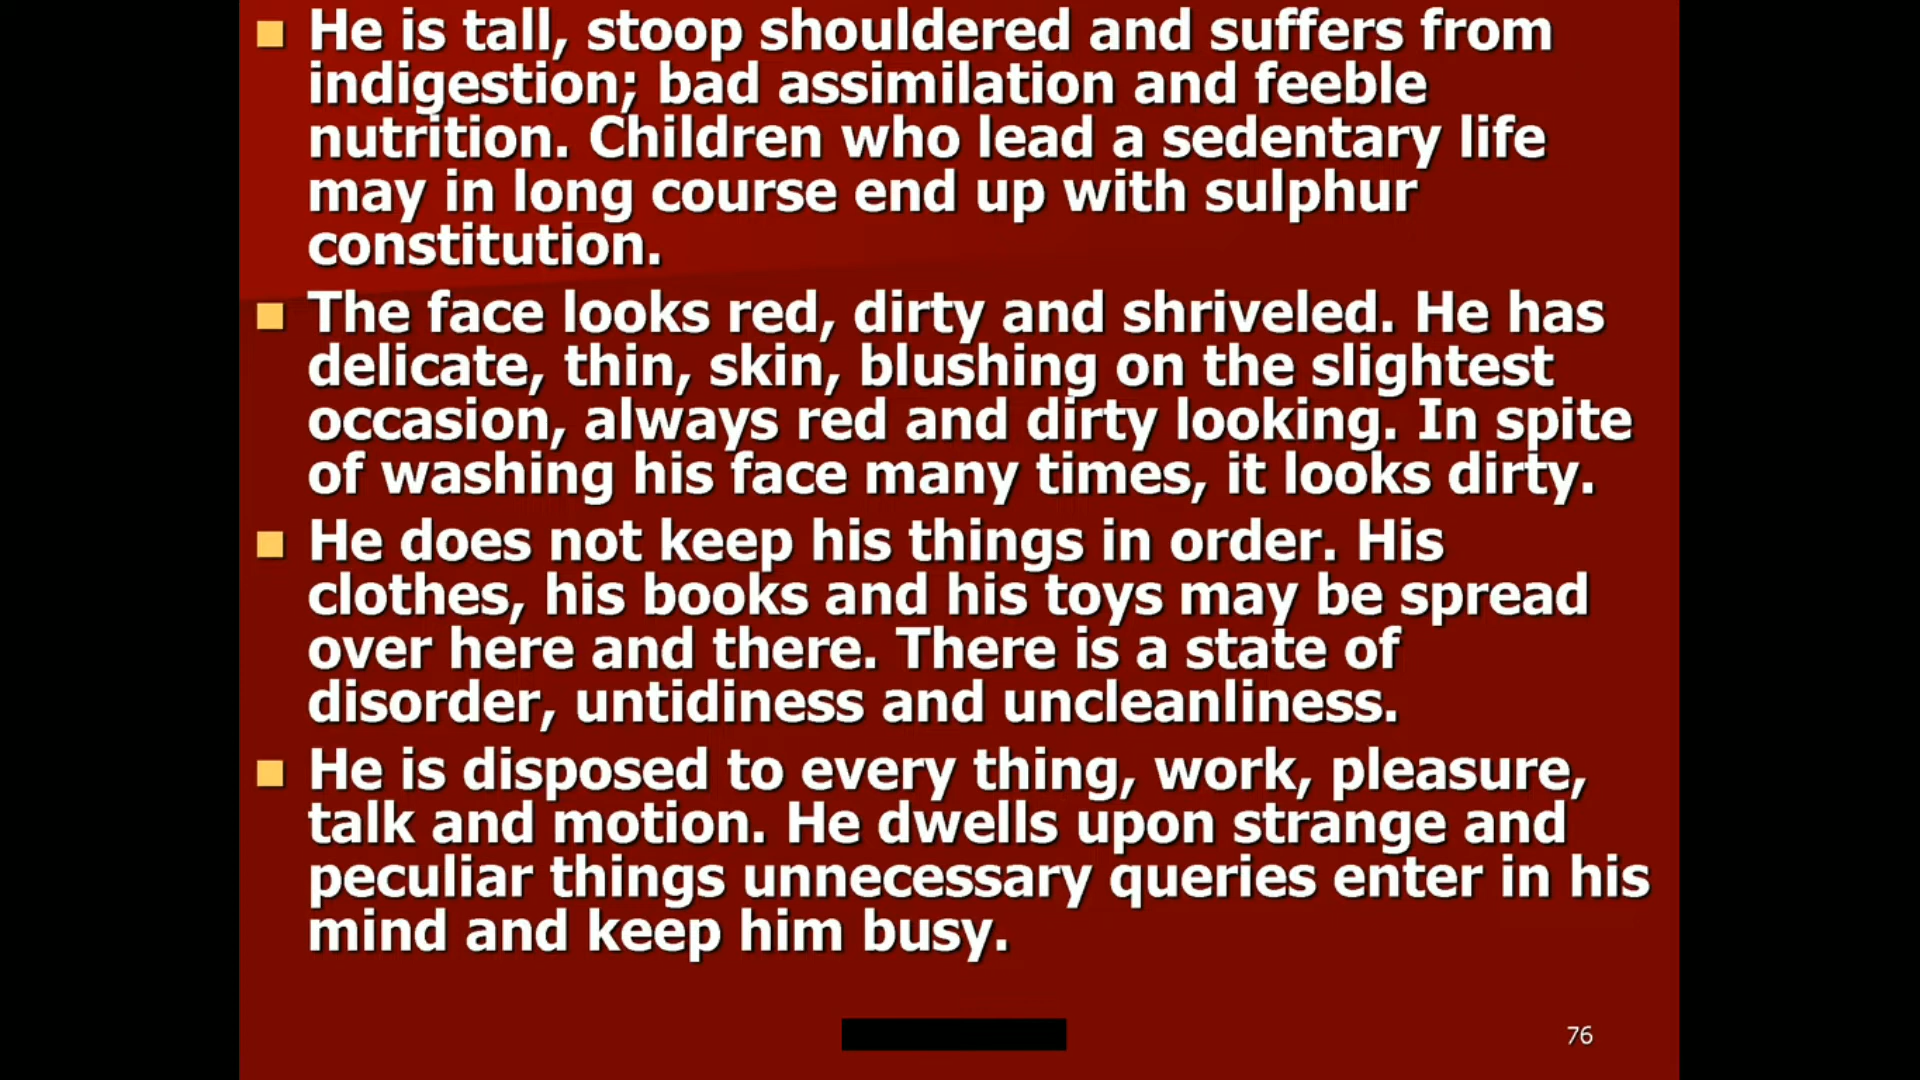 He is tall, stoop shouldered and suffers from
indigestion; bad assimilation and feeble
nutrition. Children who lead a sedentary life
may in long course end up with sulphur
constitution.
The face looks red, dirty and shriveled. He has
delicate, thin, skin, blushing on the slightest
occasion, always red and dirty looking. In spite
of washing his face many times, it looks dirty.
He does not keep his things in order. His
clothes, his books and his toys may be spread
over here and there. There is a state of
disorder, untidiness and uncleanliness.
He is disposed to every thing, work, pleasure,
talk and motion. He dwells upon strange and
peculiar things unnecessary queries enter in his
mind and keep him busy.
76